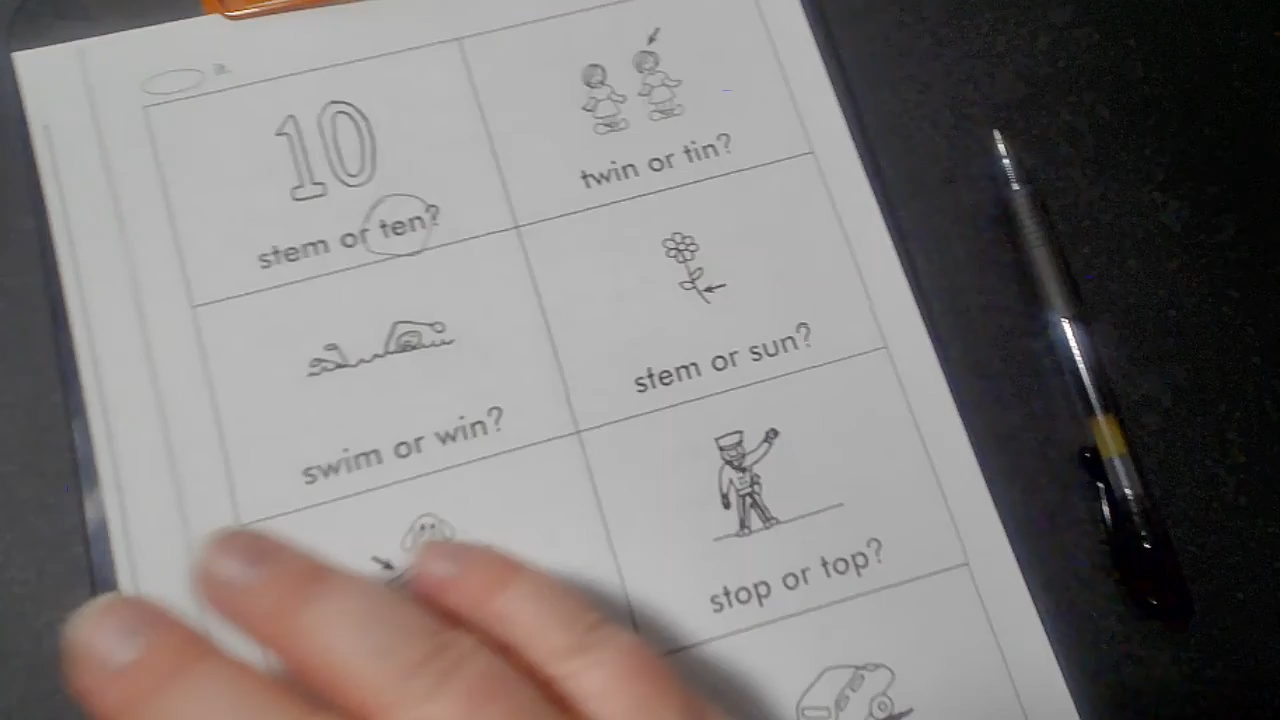 10
stem or ten?
twin or tin?
swim or win?
stem or sun?
stop or top?